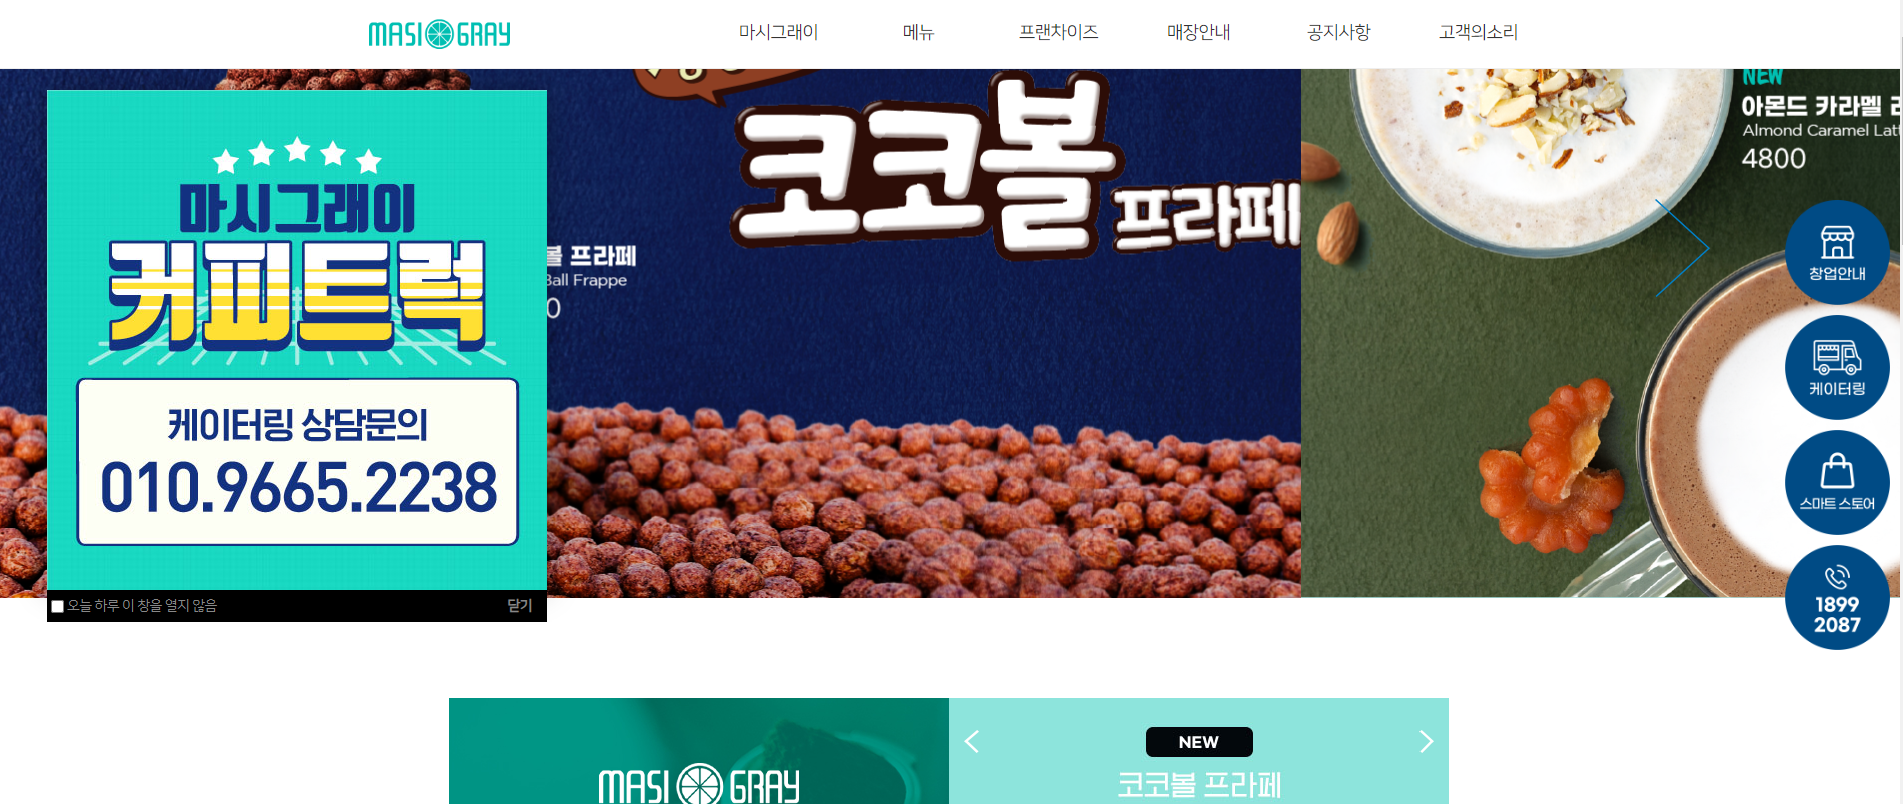 MASI GRAY
마시그래이 메뉴 프랜차이즈 매장안내 공지사항 고객의소리
마시그래이
커피트럭
케이터링 상담문의
010.9665.2238
오늘 하루 이 창을 열지 않음 닫기
코코볼 프라페
볼 프라페
Ball Frappe
0
NEW
아몬드 카라멜 라
Almond Caramel Latt
4800
창업안내
케이터링
스마트 스토어
1899
2087
MASI GRAY
NEW
코코볼 프라페